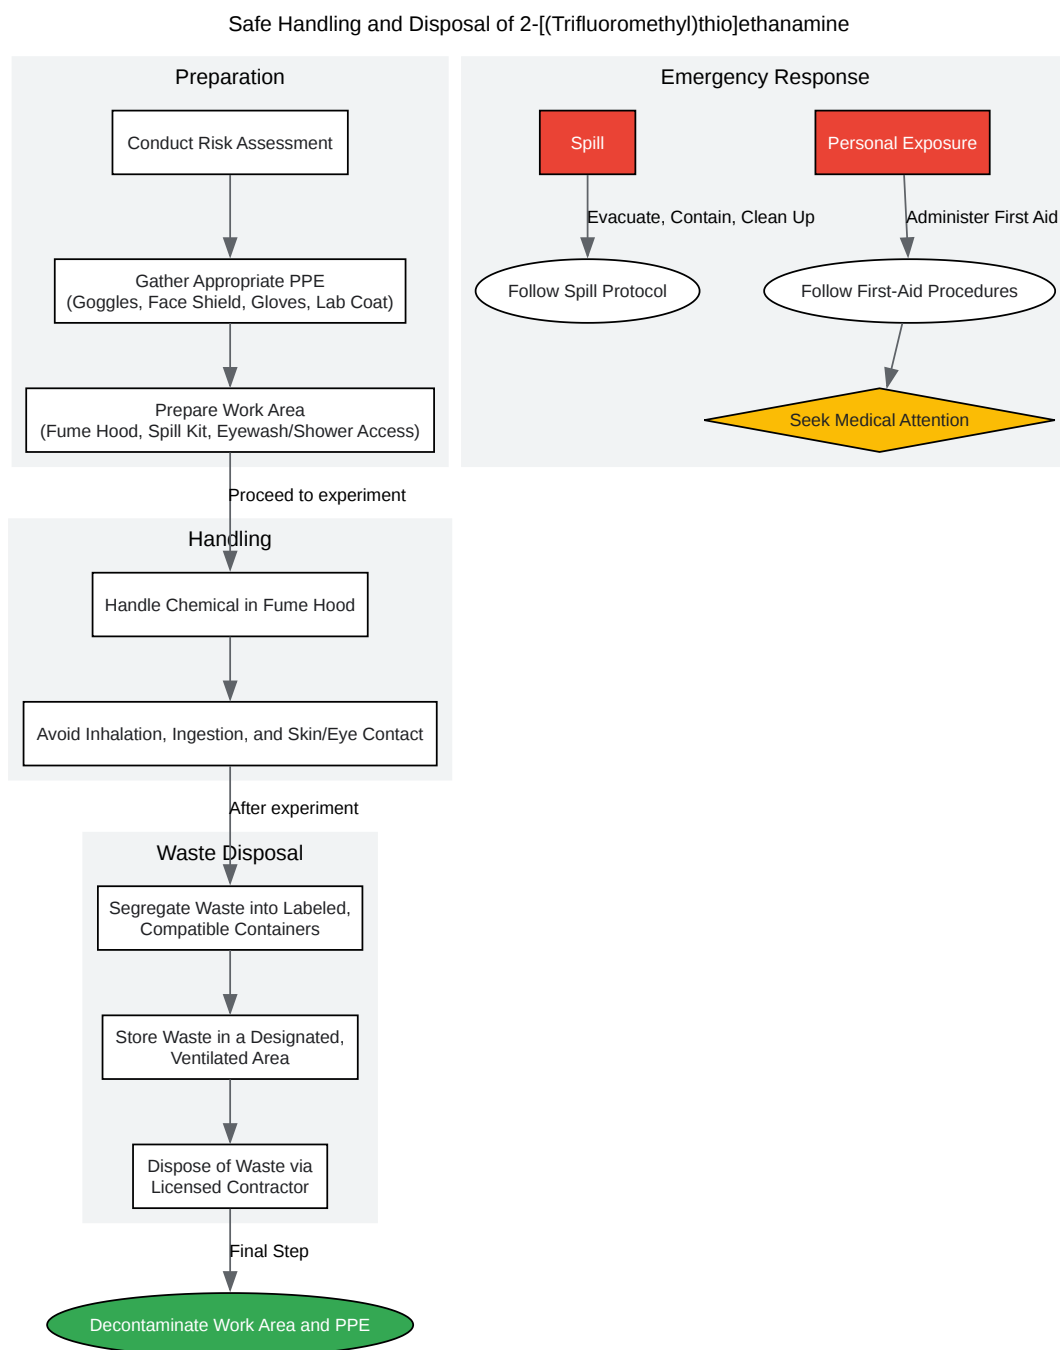 Safe Handling and Disposal of 2-[(Trifluoromethyl)thio]ethanamine
Preparation
Conduct Risk Assessment
Gather Appropriate PPE
(Goggles, Face Shield, Gloves, Lab Coat)
Prepare Work Area
(Fume Hood, Spill Kit, Eyewash/Shower Access)
Proceed to experiment
Handling
Handle Chemical in Fume Hood
Avoid Inhalation, Ingestion, and Skin/Eye Contact
After experiment
Waste Disposal
Segregate Waste into Labeled,
Compatible Containers
Store Waste in a Designated,
Ventilated Area
Dispose of Waste via
Licensed Contractor
Final Step
Decontaminate Work Area and PPE
Emergency Response
Spill
Evacuate, Contain, Clean Up
Follow Spill Protocol
Personal Exposure
Administer First Aid
Follow First-Aid Procedures
Seek Medical Attention